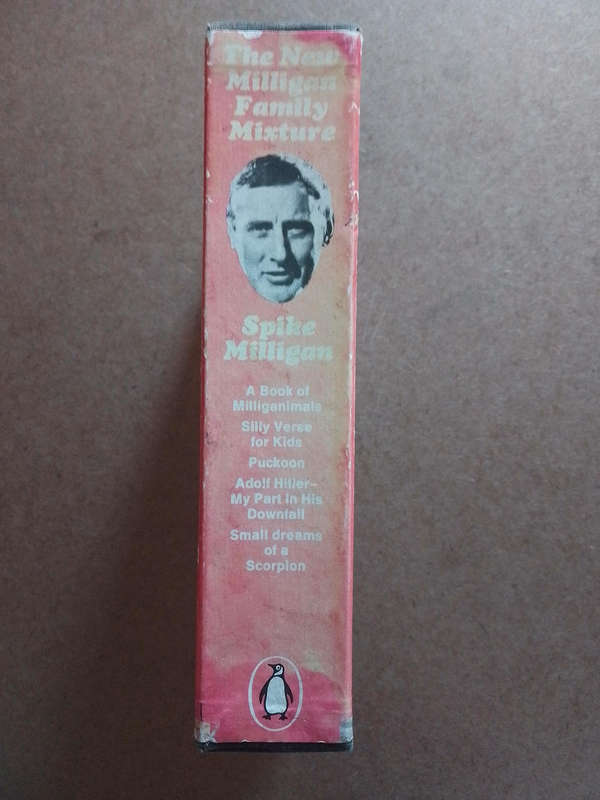 The New
Milligan
Family
Mixture
Spike
Milligan
A Book of
Milliganimals
Silly Verse
for Kids
Puckoon
Adolf Hitler–
My Part in His
Downfall
Small dreams
of a
Scorpion